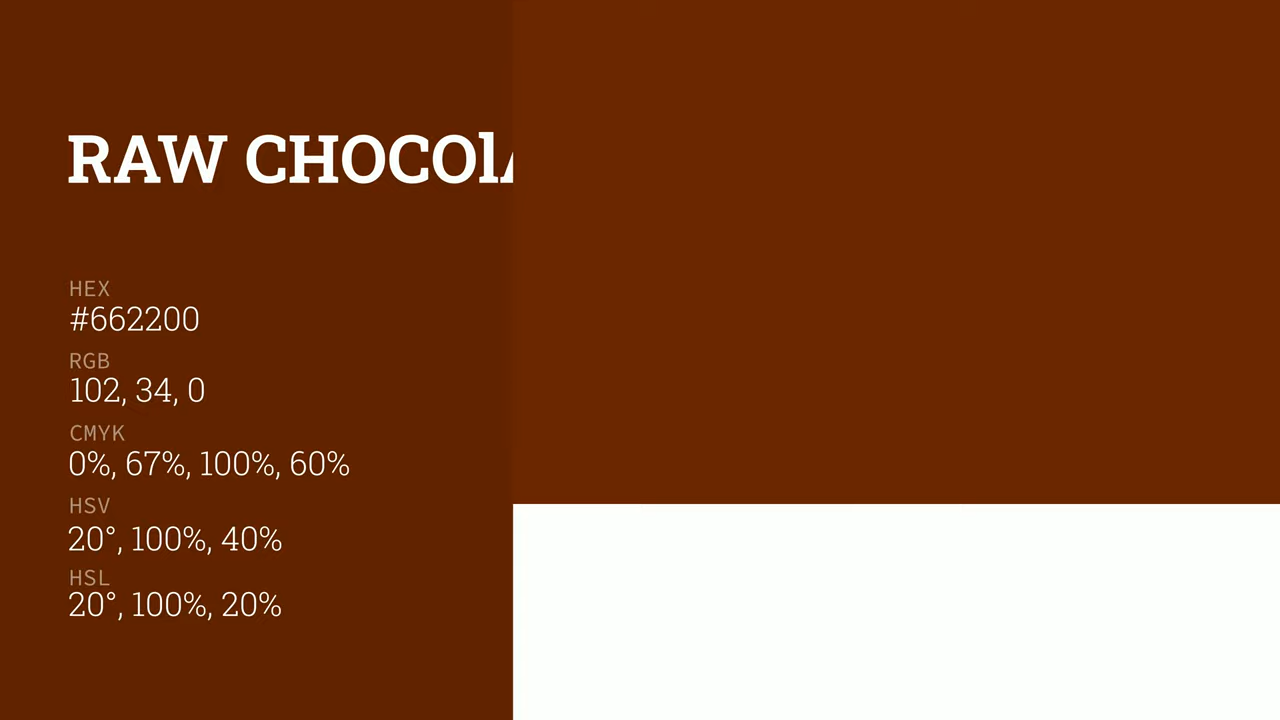 RAW CHOCOlA
HEX
#662200
RGB
102, 34, 0
CMYK
0%, 67%, 100%, 60%
HSV
20°, 100%, 40%
HSL
20°, 100%, 20%